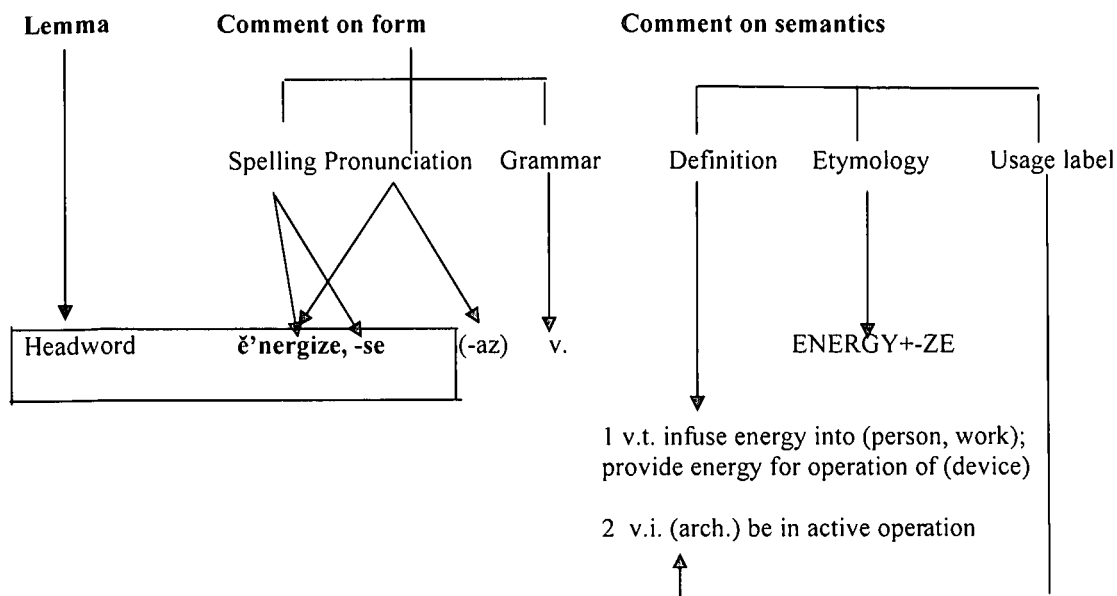 Lemma Comment on form Comment on semantics
Spelling Pronunciation Grammar Definition Etymology Usage label
Headword ě’nergize, -se (-az) v. ENERGY+-ZE
1 v.t. infuse energy into (person, work);
provide energy for operation of (device)
2 v.i. (arch.) be in active operation